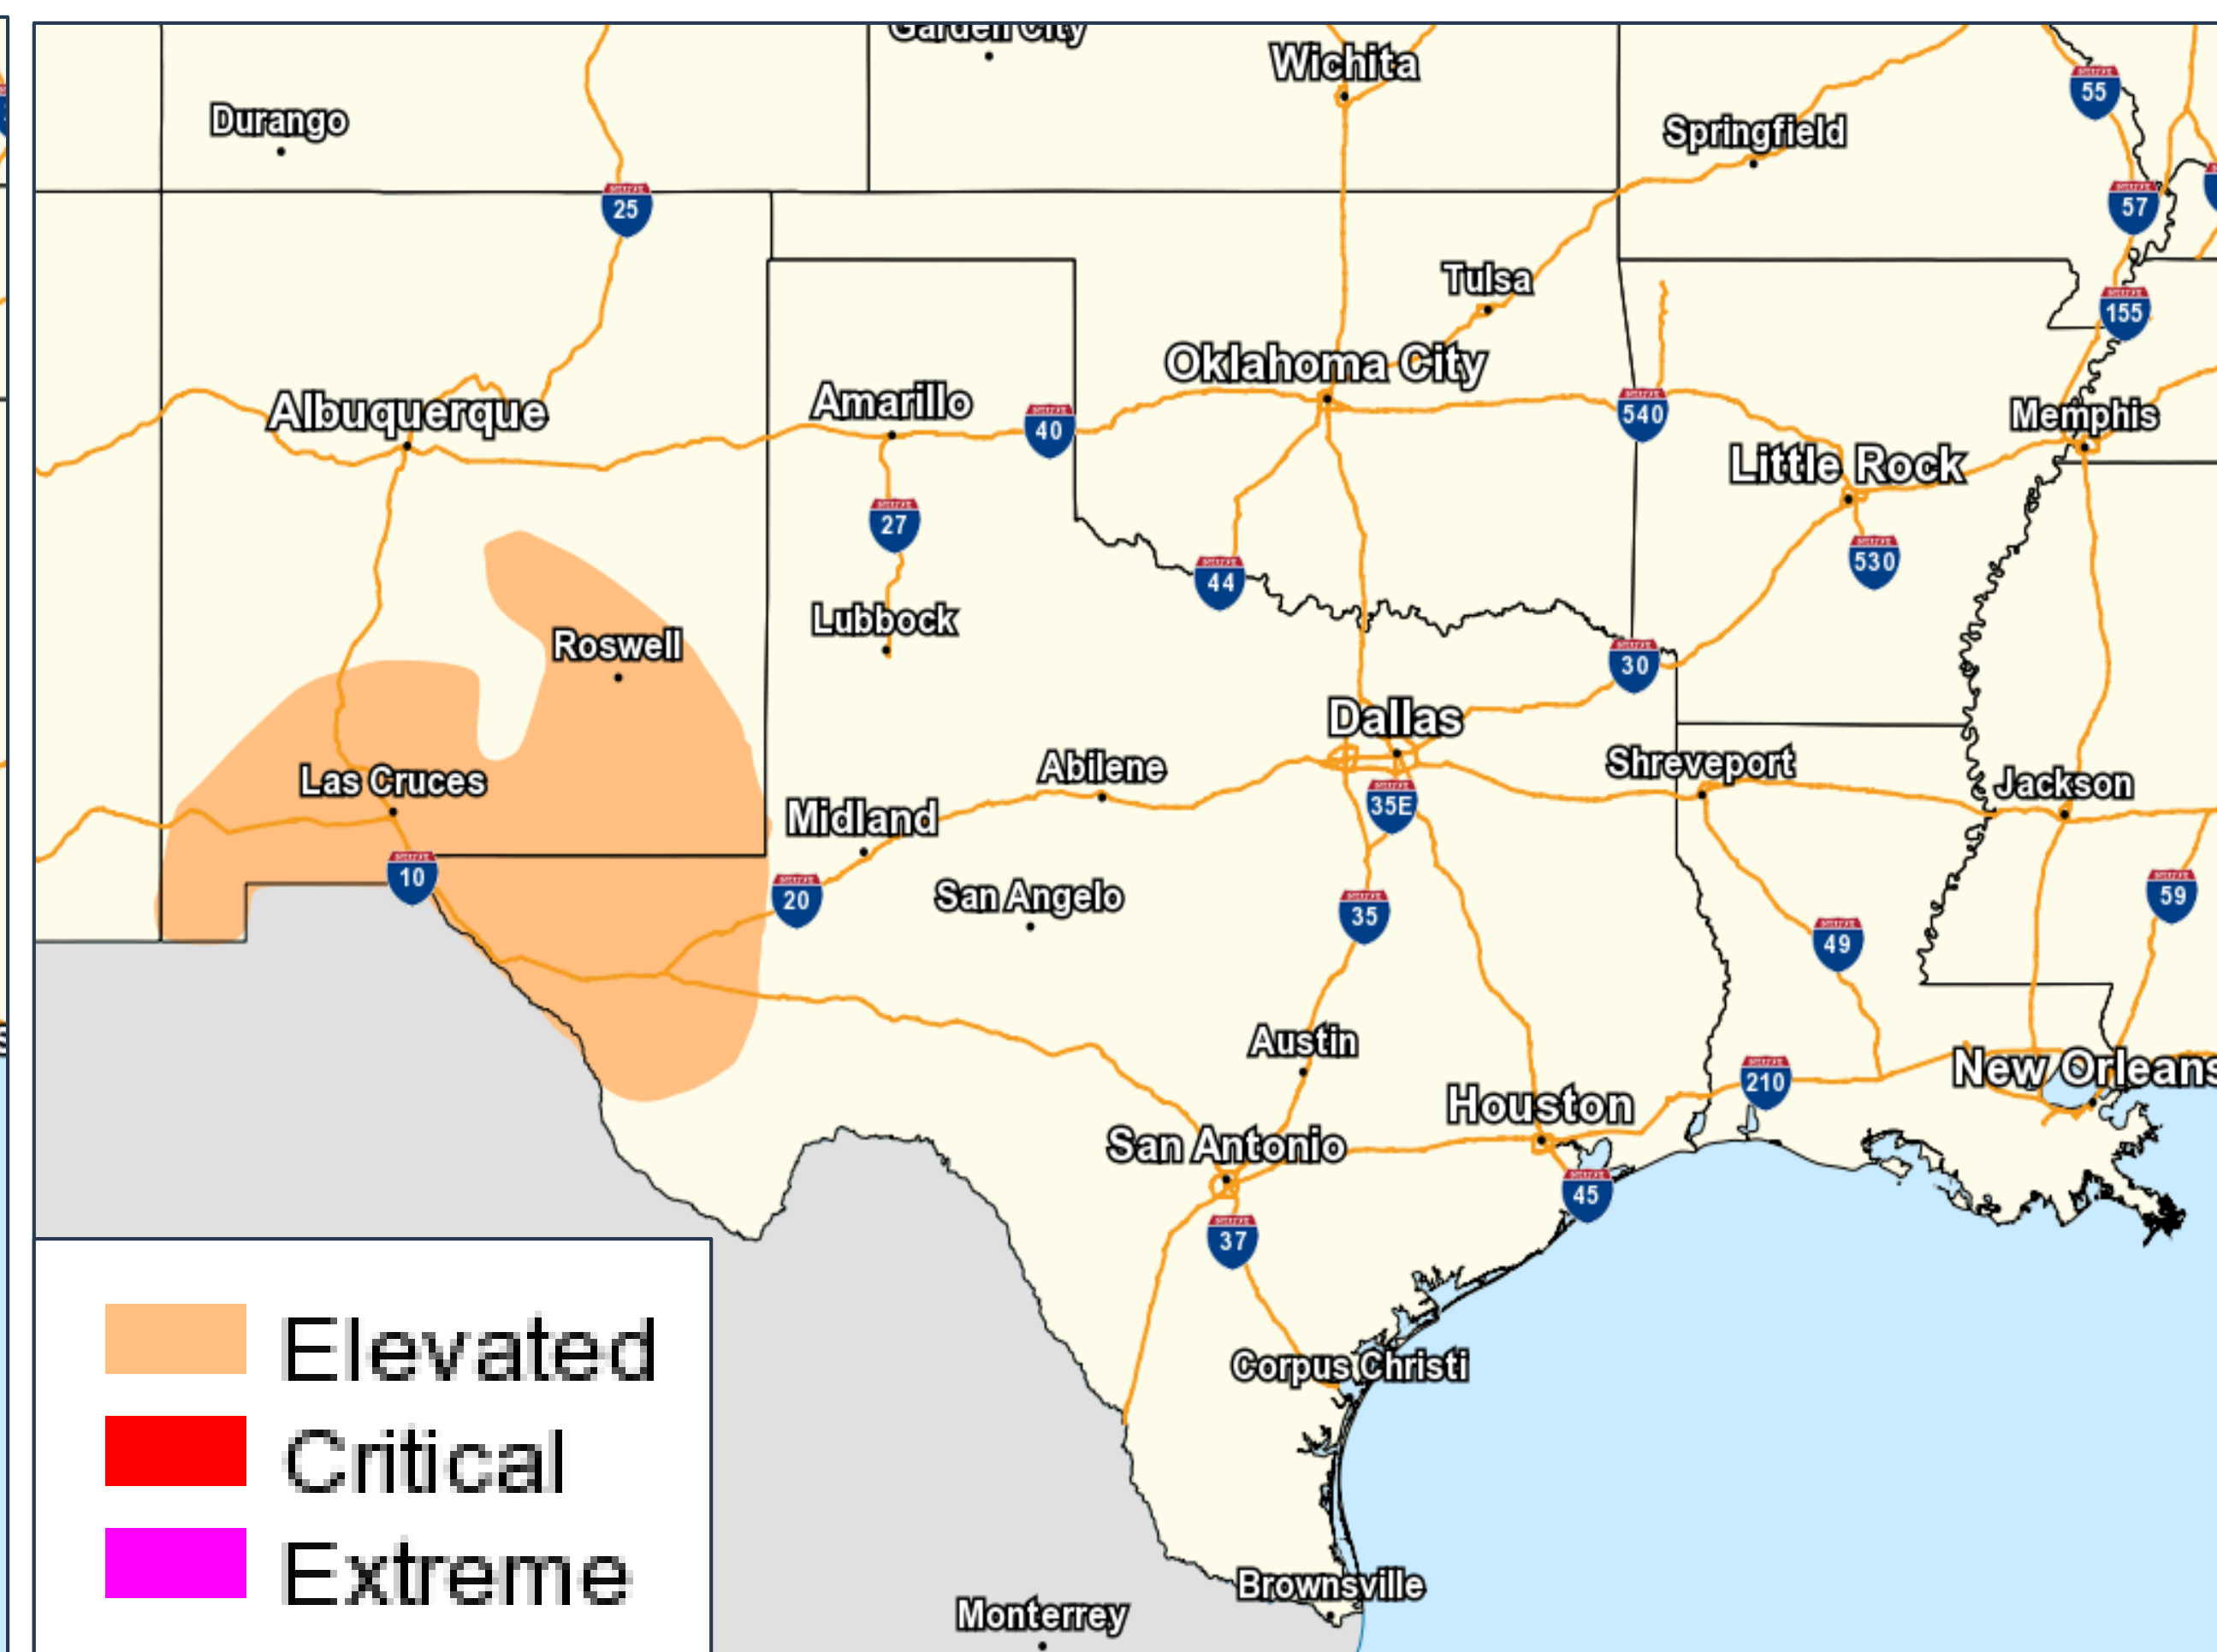 Garden City
Wichita
55
Durango
Springfield
25
57
Tulsa
155
Oklahoma City
Albuquerque
Amarillo
40
540
Memphis
Little Rock
27
530
44
Lubbock
Roswell
30
Dallas
Shreveport
Las Cruces
Abilene
Jackson
35E
Midland
10
20
San Angelo
35
59
49
Austin
New Orleans
210
Houston
San Antonio
45
37
Elevated
Corpus Christi
Critical
Extreme
Brownsville
Monterrey